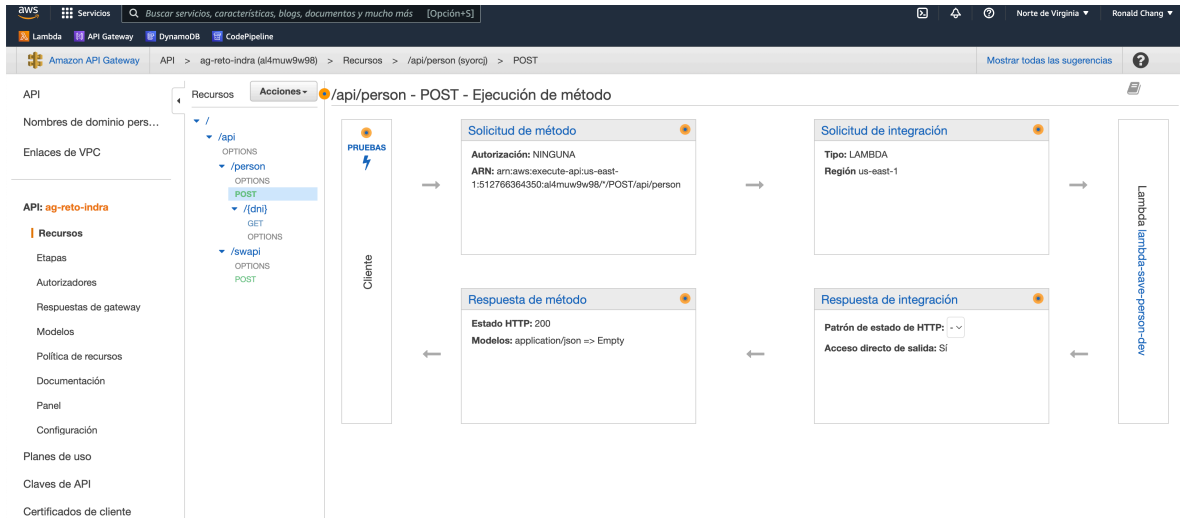 aws
Servicios
Buscar servicios, características, blogs, documentos y mucho más
[Opción+S]
Norte de Virginia ▼
Ronald Chang ▼
Lambda
API Gateway
DynamoDB
CodePipeline
Amazon API Gateway
API > ag-reto-indra (al4muw9w98) > Recursos > /api/person (syorcj) > POST
Mostrar todas las sugerencias
API
Nombres de dominio pers…
Enlaces de VPC
API: ag-reto-indra
Recursos
Etapas
Autorizadores
Respuestas de gateway
Modelos
Política de recursos
Documentación
Panel
Configuración
Planes de uso
Claves de API
Certificados de cliente
Recursos
Acciones
/
/api
OPTIONS
/person
OPTIONS
POST
/{dni}
GET
OPTIONS
/swapi
OPTIONS
POST
/api/person - POST - Ejecución de método
PRUEBAS
Cliente
Solicitud de método
Autorización: NINGUNA
ARN: arn:aws:execute-api:us-east-
1:512766364350:al4muw9w98/*/POST/api/person
Solicitud de integración
Tipo: LAMBDA
Región us-east-1
Respuesta de método
Estado HTTP: 200
Modelos: application/json => Empty
Respuesta de integración
Patrón de estado de HTTP: -
Acceso directo de salida: Sí
Lambda lambda-save-person-dev